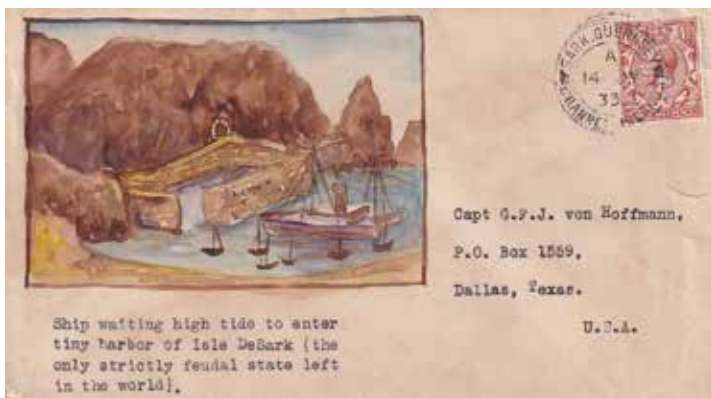 SARK, GUERNSEY
A
14
33
CHANNEL
Capt G.F.J. von Hoffmann,
P.O. Box 1559,
Dallas, Texas.
U.S.A.
Ship waiting high tide to enter
tiny harbor of Isle DeSark (the
only strictly feudal state left
in the world).